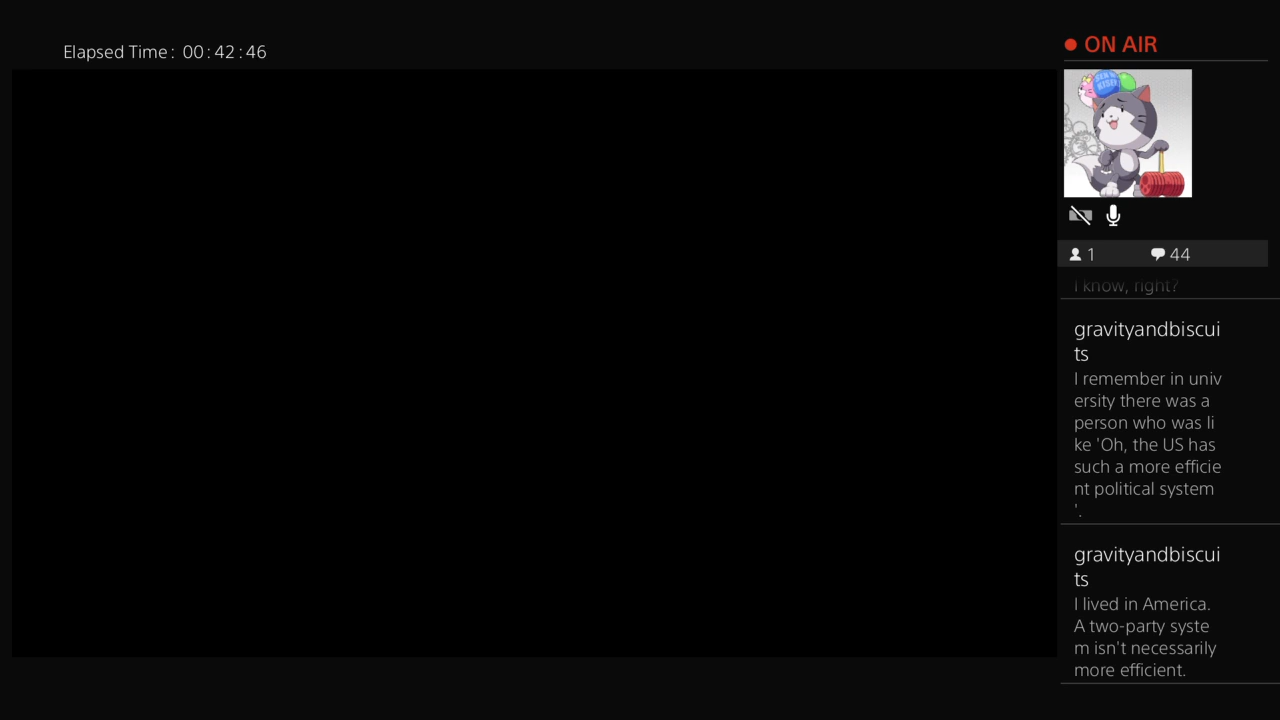 Elapsed Time: 00:42:46
ON AIR
1 44
I know, right?
gravityandbiscui
ts
I remember in univ
ersity there was a
person who was li
ke 'Oh, the US has
such a more efficie
nt political system
'.
gravityandbiscui
ts
I lived in America.
A two-party syste
m isn't necessarily
more efficient.